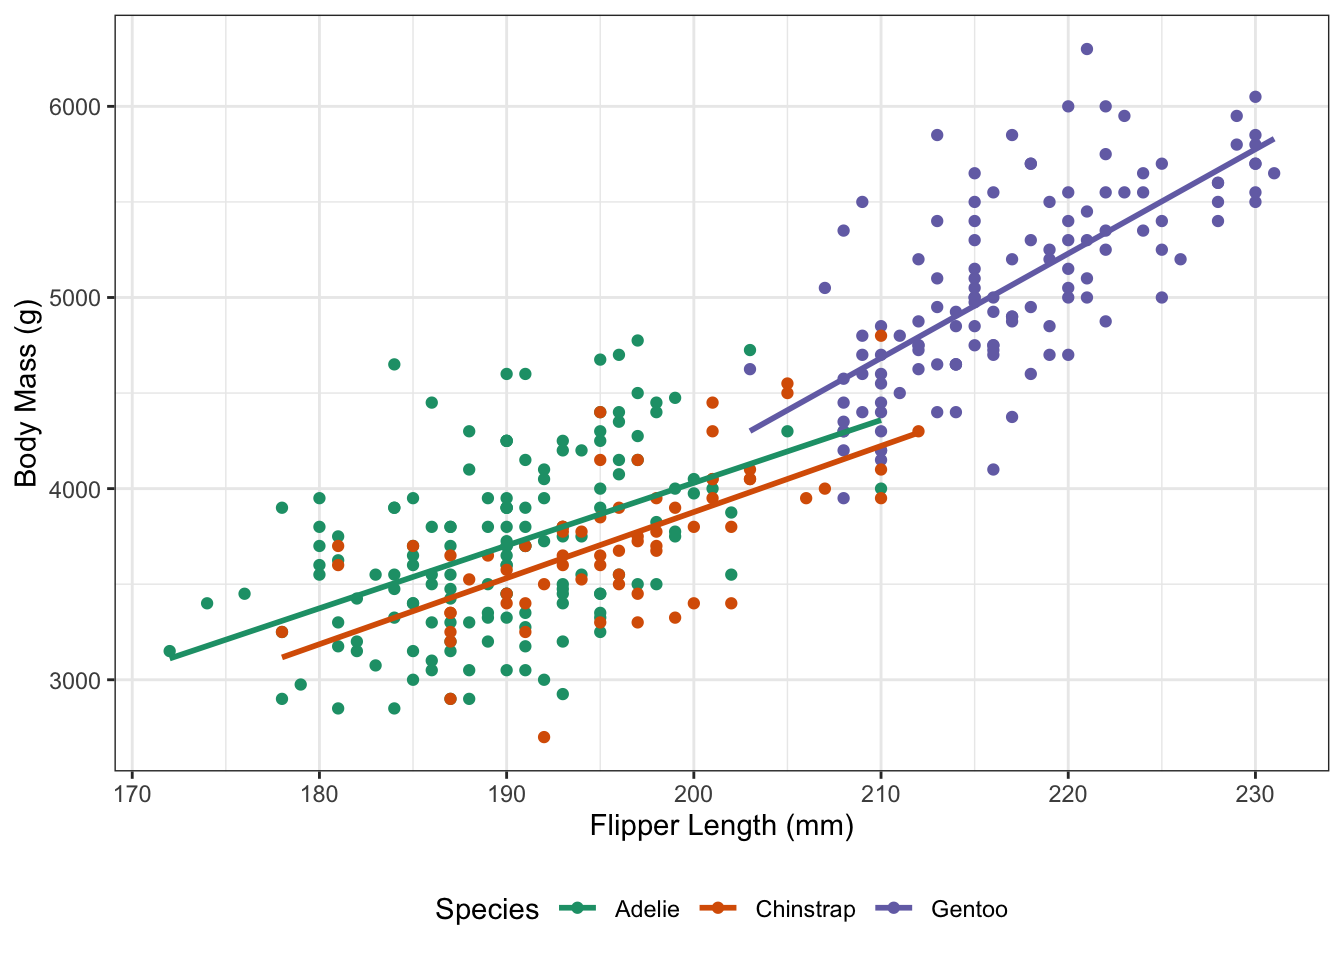 Body Mass (g)
6000
5000
4000
3000
170 180 190 200 210 220 230
Flipper Length (mm)
Species Adelie Chinstrap Gentoo